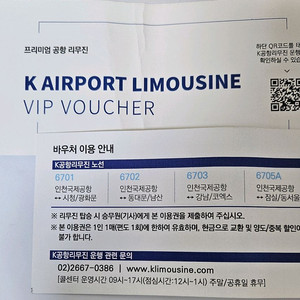 프리미엄 공항 리무진
하단 QR코드를
K공항리무진 운행
확인하실 수 있습
K AIRPORT LIMOUSINE
VIP VOUCHER
바우처 이용 안내
K공항리무진 노선
6701 6702 6703 6705A
인천국제공항 인천국제공항 인천국제공항 인천국제공항
↔ 시청/광화문 ↔ 동대문/남산 ↔ 강남/코엑스 ↔ 잠실/동서울
※ 리무진 탑승 시 승무원(기사)에게 본 이용권을 제출하여 주십시오.
※ 본 이용권은 1인 1매(편도 1회)에 한하여 유효하며, 현금으로 교환 및 양도/중복 할인이
불가 합니다.
K공항리무진 운행 관련 문의
02)2667-0386 | www.klimousine.com
[콜센터 운영시간 09시-17시(점심시간:12시~1시) 주말/공휴일 휴무]